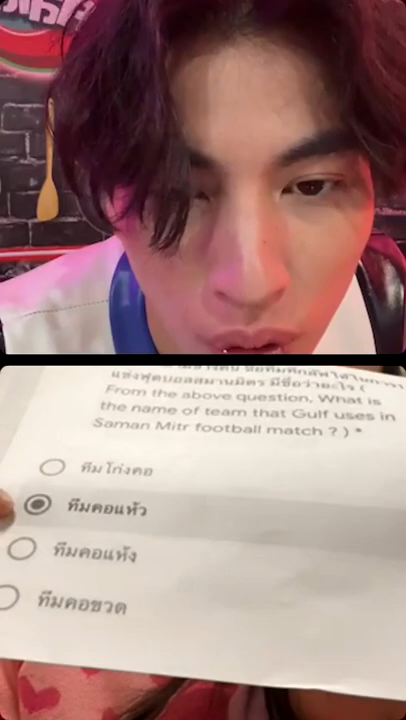 แข่งฟุตบอลสมานมิตร มีชื่อว่าอะไร (
From the above question, What is
the name of team that Gulf uses in
Saman Mitr football match ? ) *
ทีมโก่งคอ
ทีมคอแห้ว
ทีมคอแห้ง
ทีมคอขวด